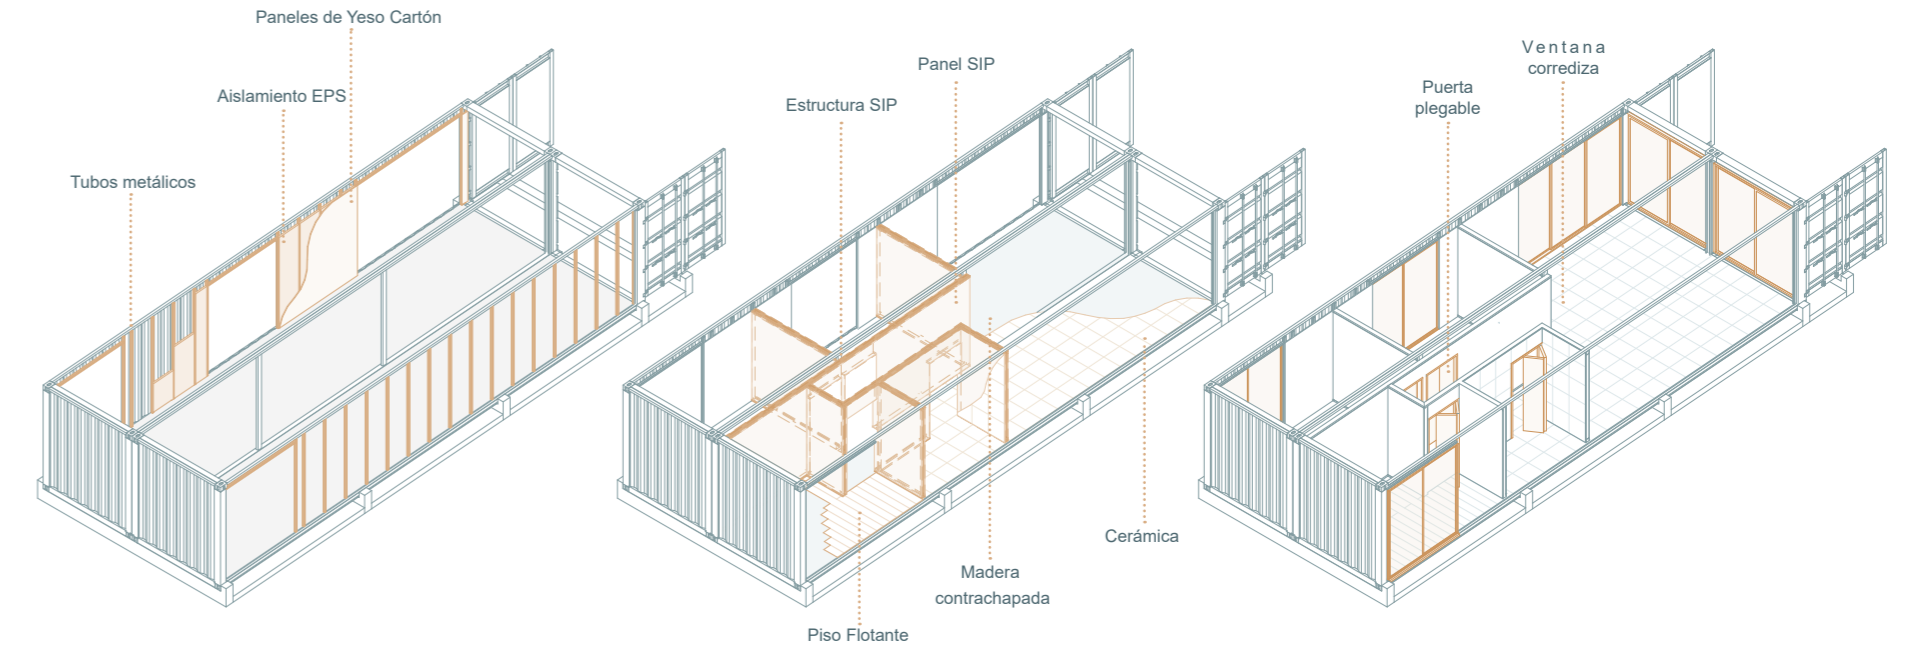 Paneles de Yeso Cartón
Aislamiento EPS
Tubos metálicos
Panel SIP
Estructura SIP
Madera
contrachapada
Piso Flotante
Cerámica
Ventana
corrediza
Puerta
plegable